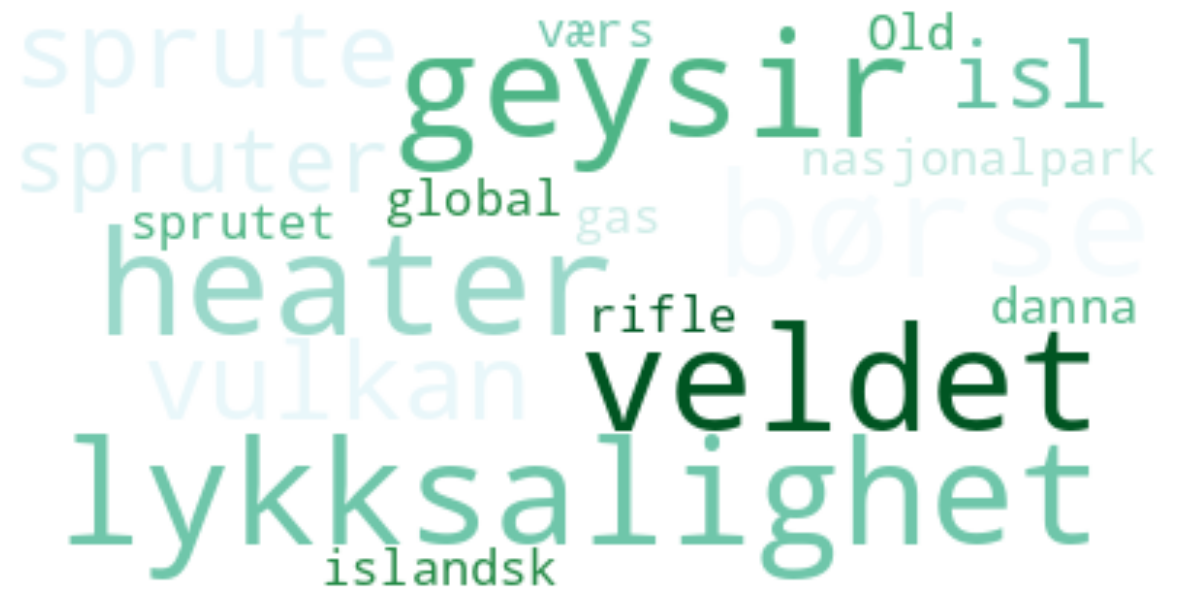 sprute
værs
Old
geysir
isl
spruter
nasjonalpark
global
sprutet
gas
børse
heater
rifle
danna
vulkan
veldet
lykksalighet
islandsk